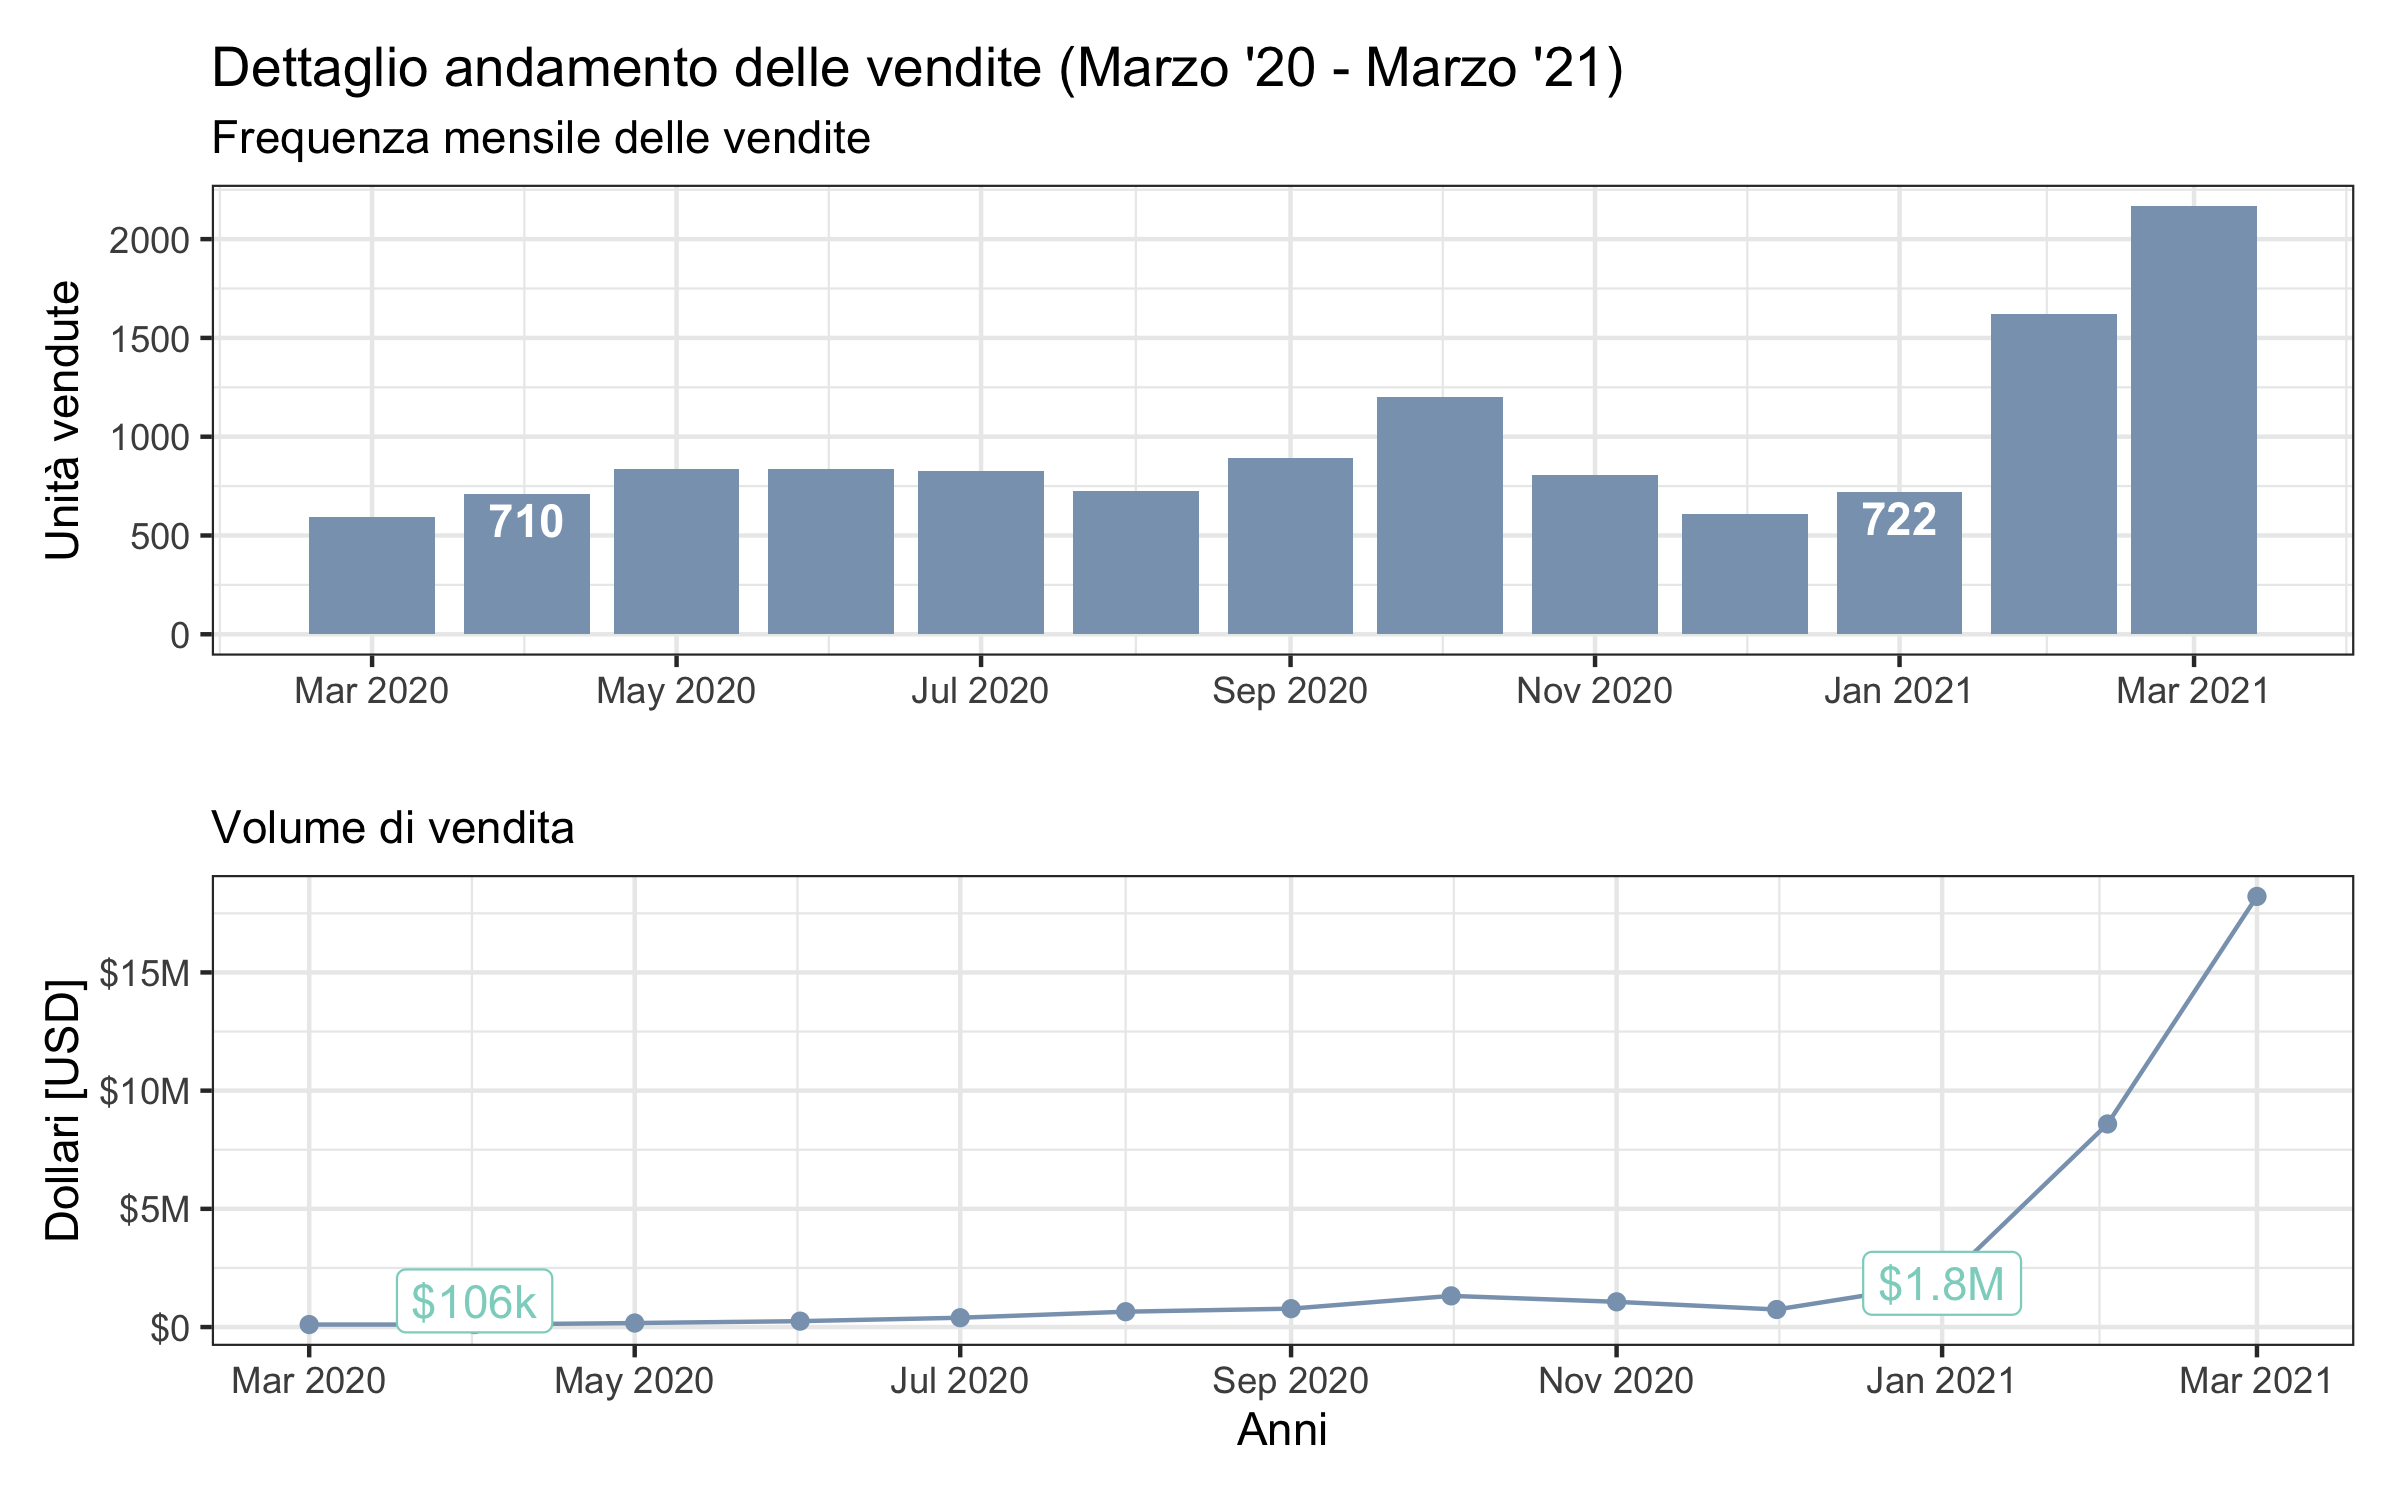 Dettaglio andamento delle vendite (Marzo '20 - Marzo '21)
Frequenza mensile delle vendite
Unità vendute
2000
1500
1000
500
0
710
722
Mar 2020 May 2020 Jul 2020 Sep 2020 Nov 2020 Jan 2021 Mar 2021
Volume di vendita
Dollari [USD]
$15M
$10M
$5M
$0
$106k
$1.8M
Mar 2020 May 2020 Jul 2020 Sep 2020 Nov 2020 Jan 2021 Mar 2021
Anni